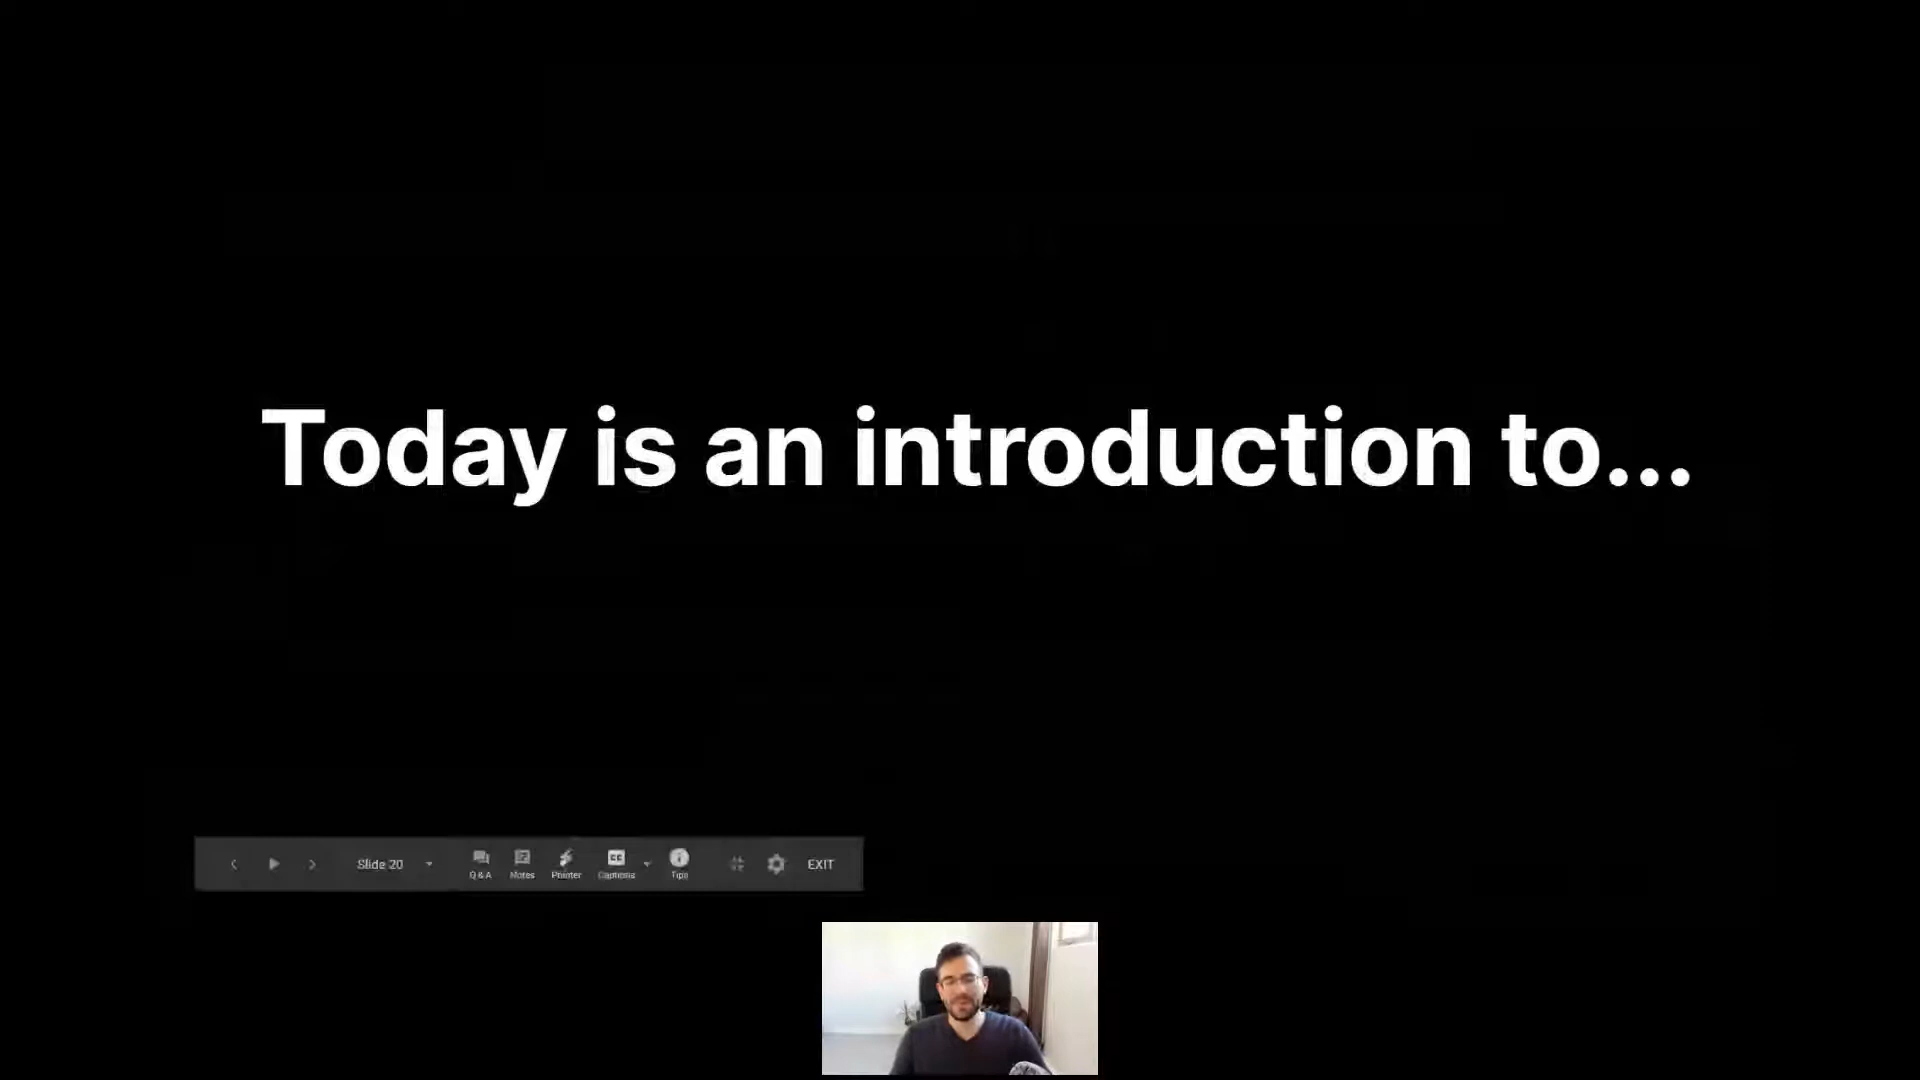 Today is an introduction to...
Slide 20
Q & A
Notes
Pointer
Captions
Tips
EXIT